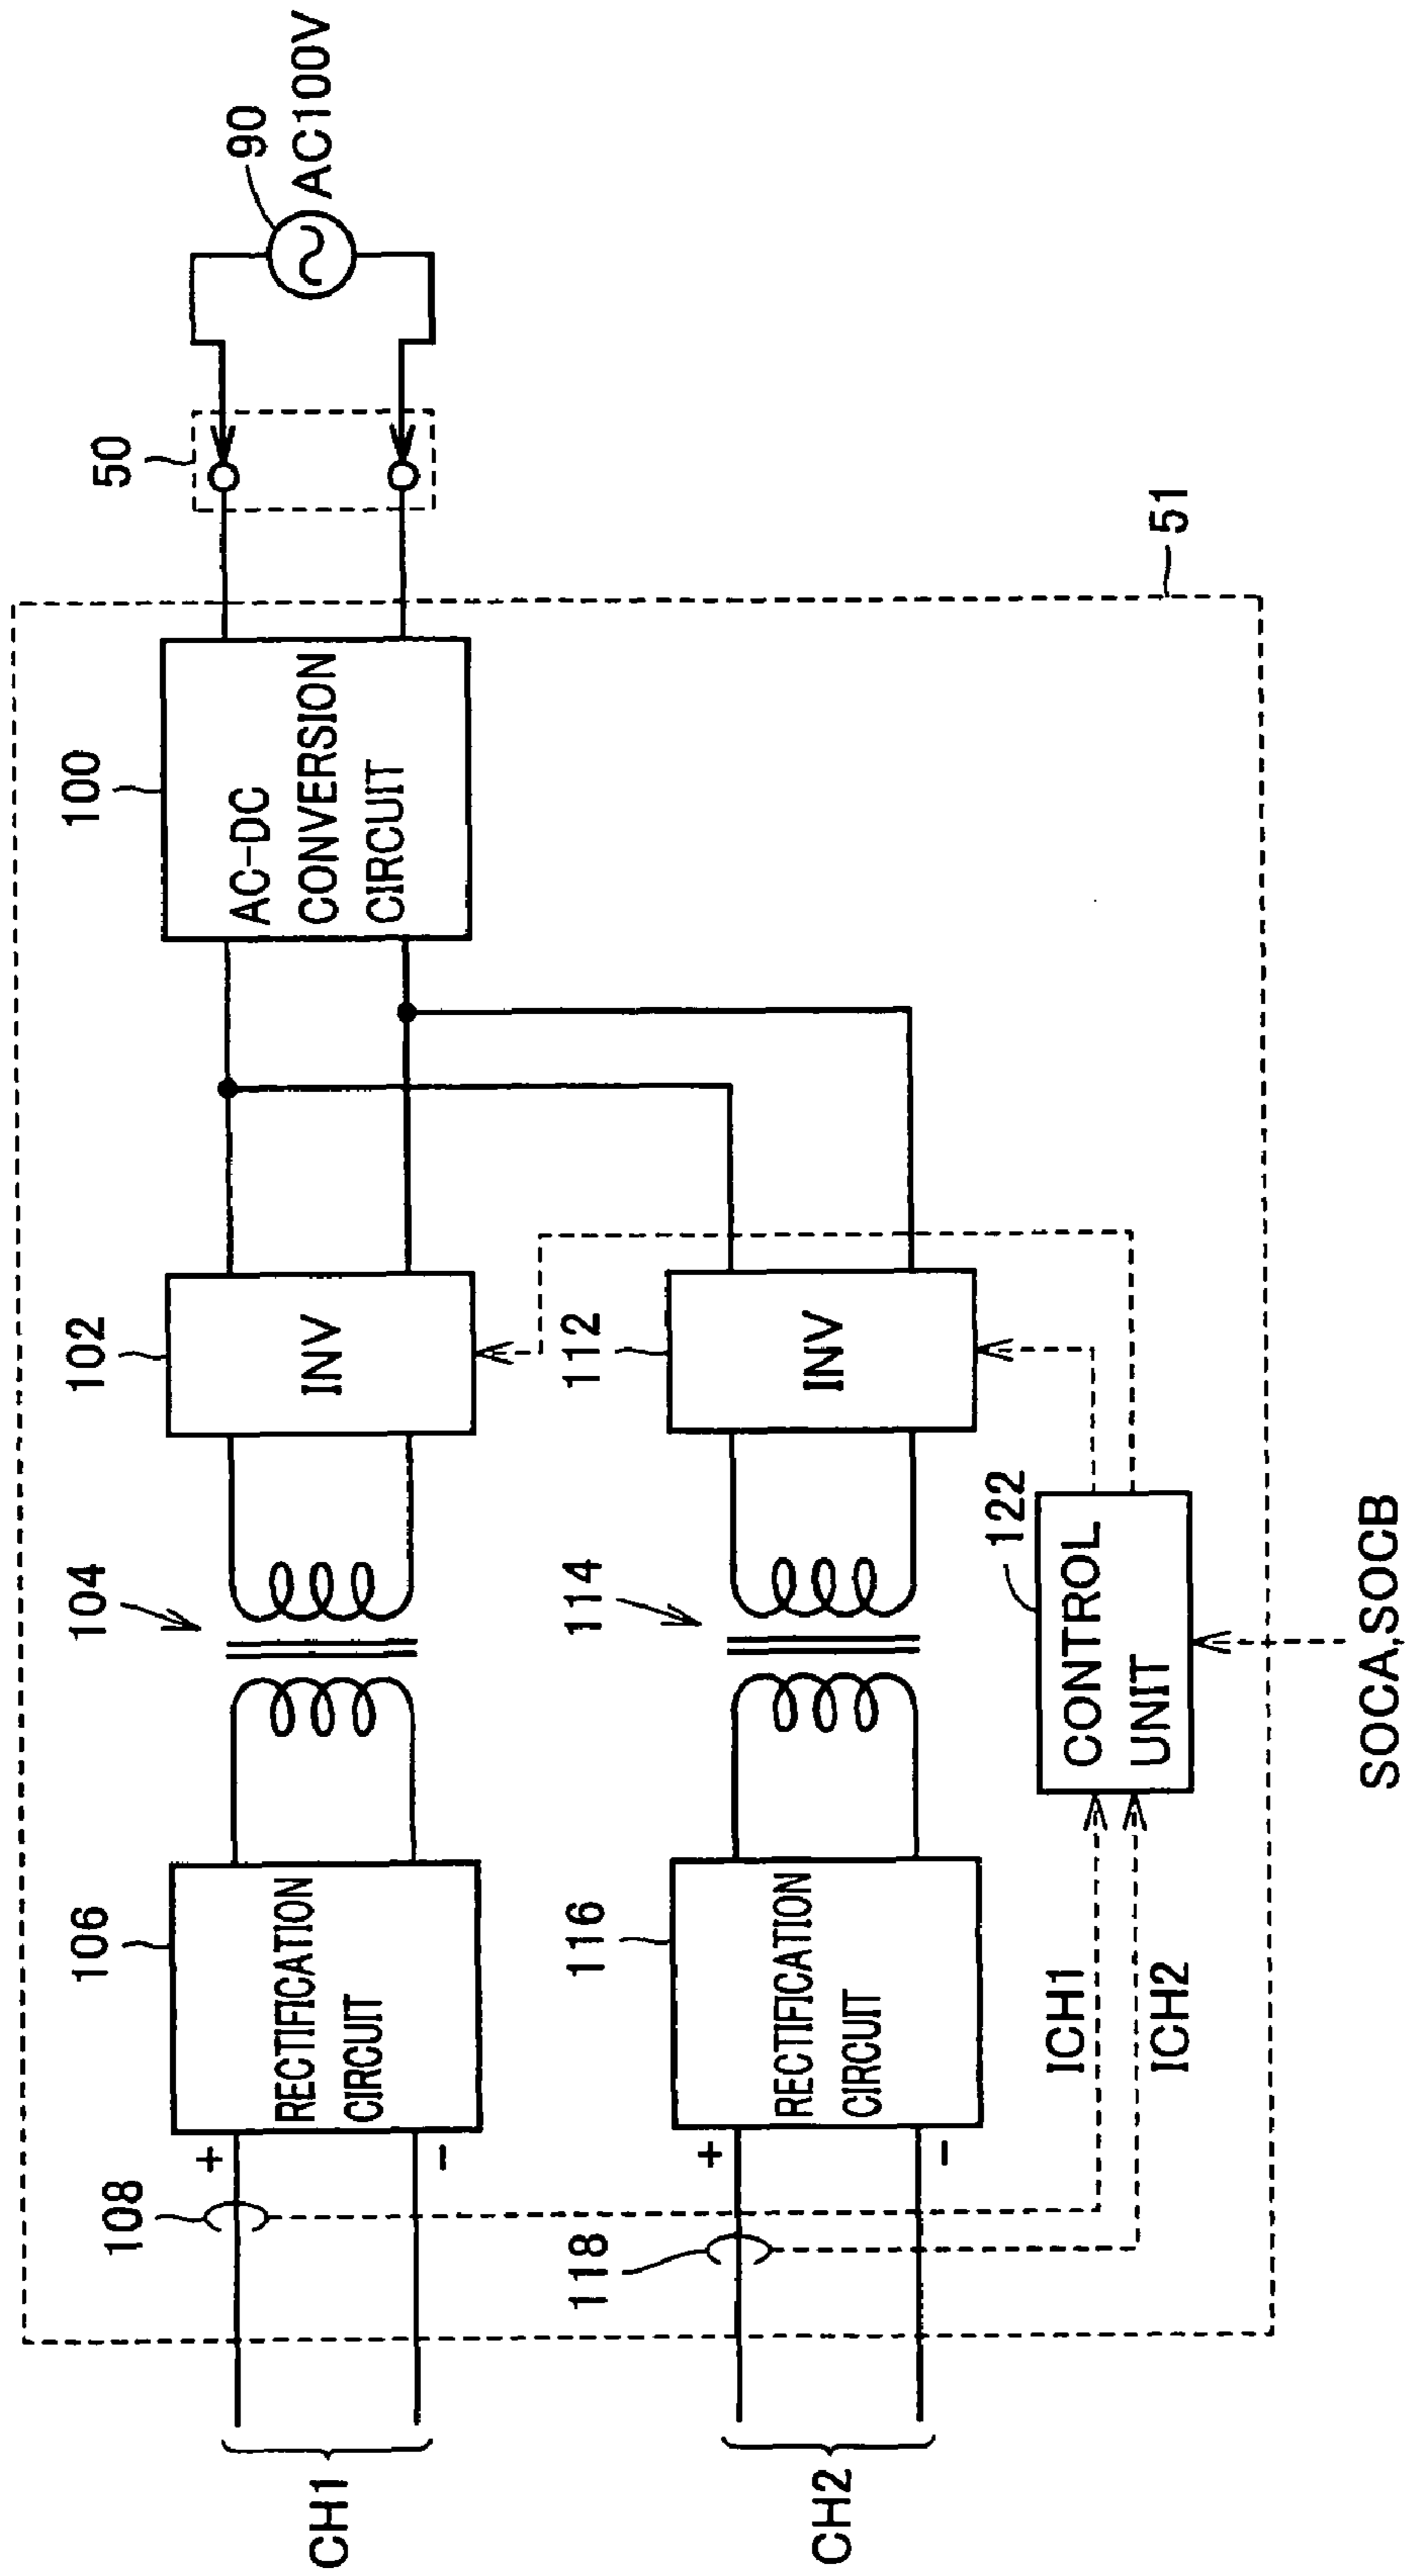 CH1
108
+
-
106
RECTIFICATION
CIRCUIT
104
102
INV
100
AC-DC
CONVERSION
CIRCUIT
50
90
AC100V
CH2
118
+
-
116
RECTIFICATION
CIRCUIT
114
112
INV
ICH1
ICH2
122
CONTROL
UNIT
SOCA,SOCB
51